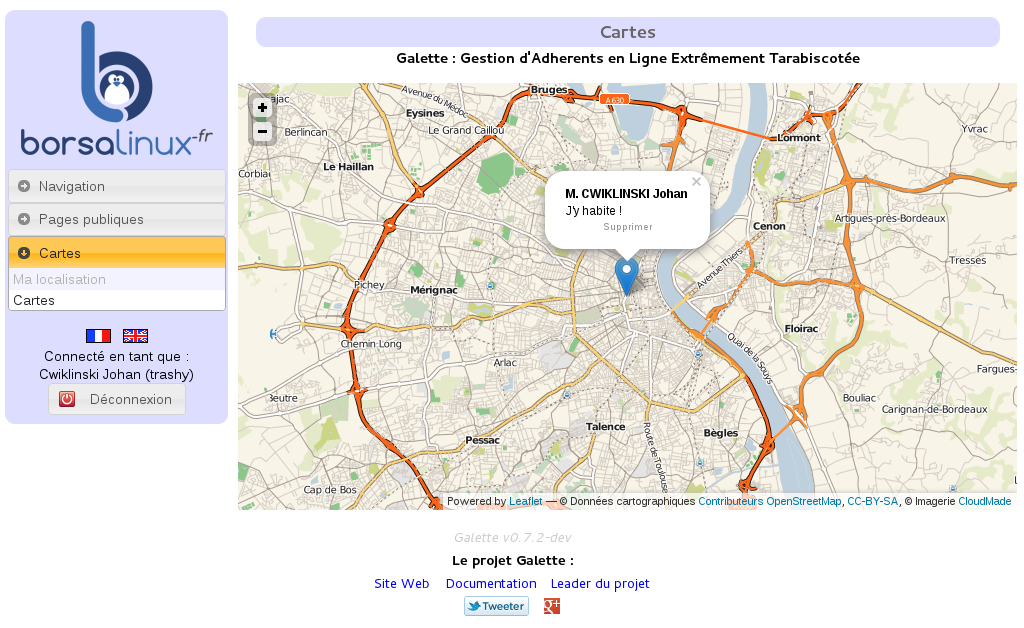 borsalinux-fr
Navigation
Pages publiques
Cartes
Ma localisation
Cartes
Connecté en tant que :
Cwiklinski Johan (trashy)
Déconnexion
Cartes
Galette : Gestion d'Adherents en Ligne Extrêmement Tarabiscotée
+
−
Bruges
A 630
Avenue du Médoc
Eysines
Le Grand Caillou
Berlincan
Lormont
Yvrac
Le Haillan
M. CWIKLINSKI Johan
×
J'y habite !
Supprimer
Cenon
Artigues-près-Bordeaux
Avenue Thiers
Tresses
Pichey
Mérignac
Floirac
Chemin Long
Quai de la Souys
Arlac
Fargues-
Beutre
Bouliac
Carignan-de-Bordeaux
Talence
Bègles
Pessac
Route de Toulouse
Cap de Bos
Powered by Leaflet — © Données cartographiques Contributeurs OpenStreetMap, CC-BY-SA, © Imagerie CloudMade
Galette v0.7.2-dev
Le projet Galette :
Site Web Documentation Leader du projet
Tweeter g+